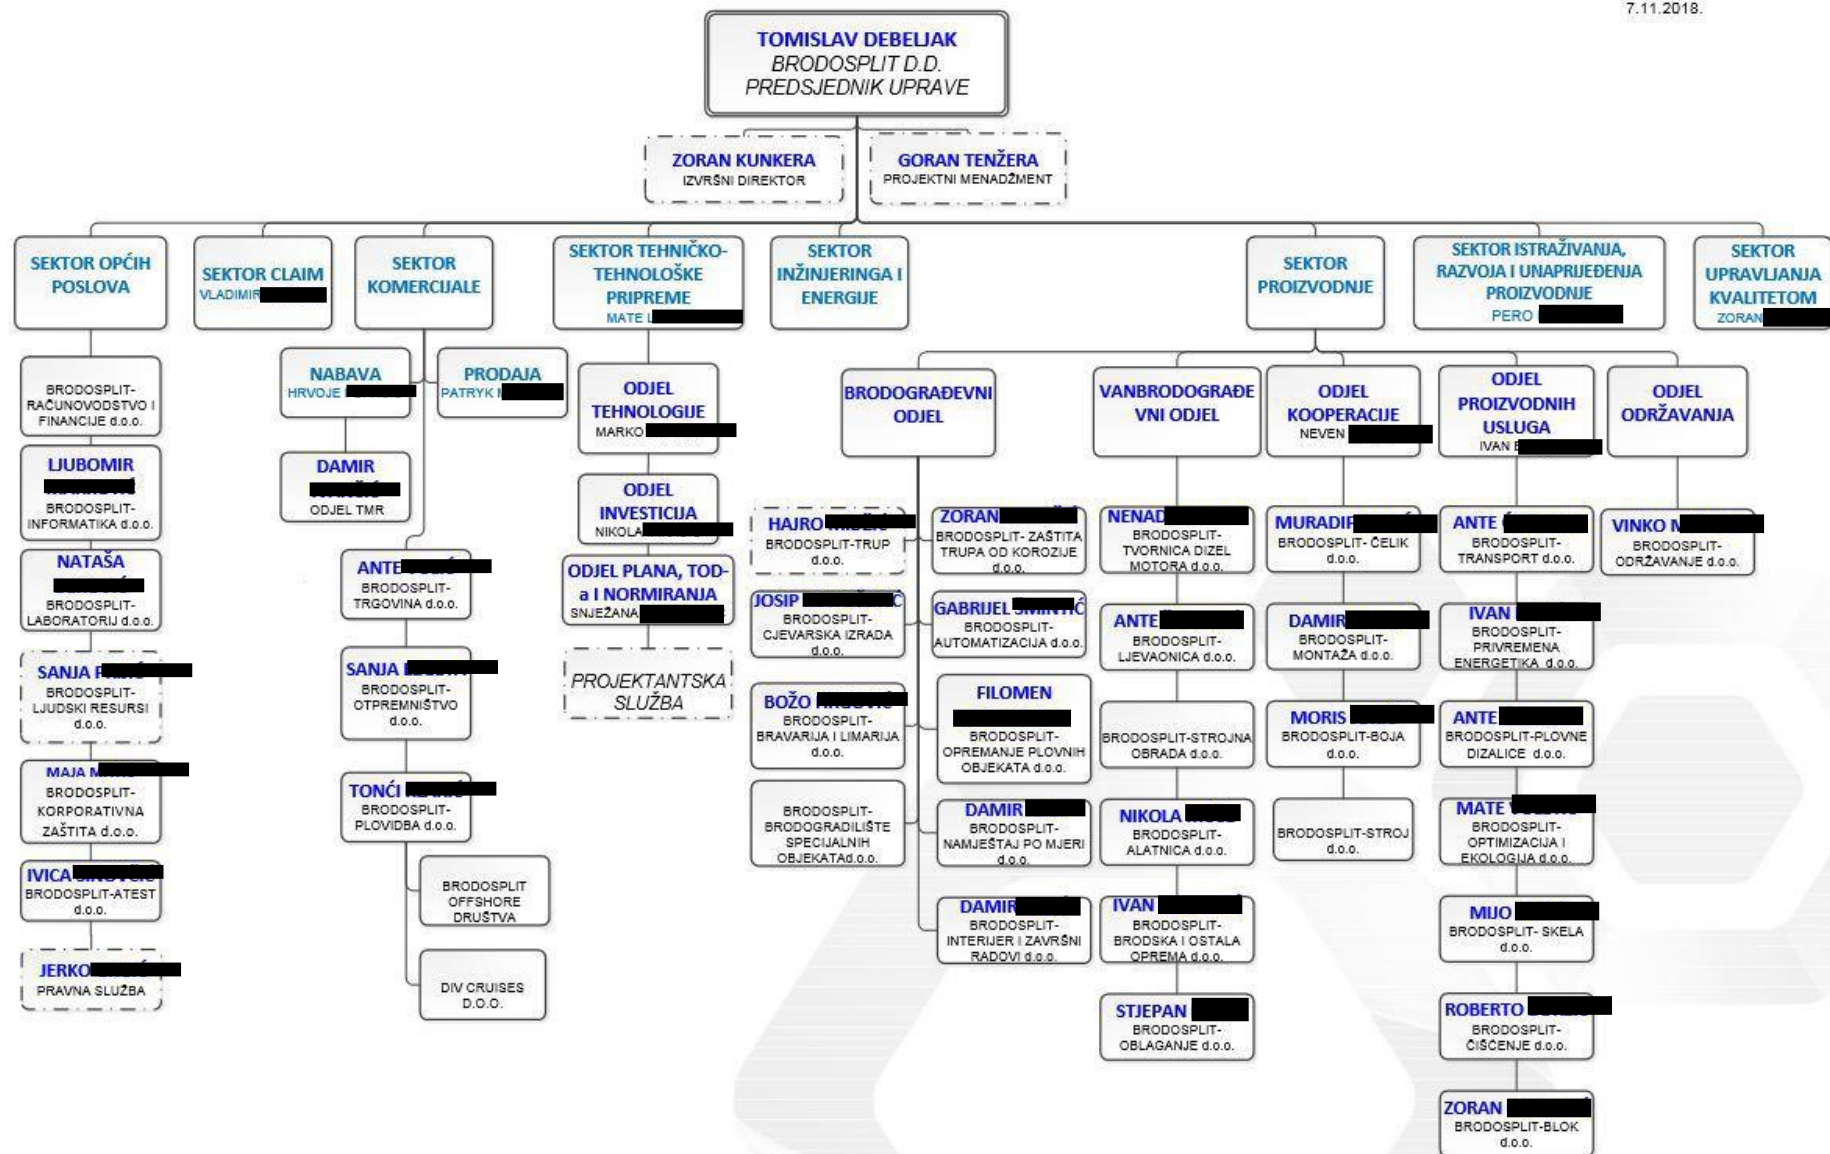 7.11.2018.
TOMISLAV DEBELJAK
BRODOSPLIT D.D.
PREDSJEDNIK UPRAVE
ZORAN KUNKERA
IZVRŠNI DIREKTOR
GORAN TENŽERA
PROJEKTNI MENADŽMENT
SEKTOR OPĆIH
POSLOVA
SEKTOR CLAIM
VLADIMIR
SEKTOR
KOMERCIJALE
SEKTOR TEHNIČKO-
TEHNOLOŠKE
PRIPREME
MATE
SEKTOR
INŽINJERINGA I
ENERGIJE
SEKTOR
PROIZVODNJE
SEKTOR ISTRAŽIVANJA,
RAZVOJA I UNAPRIJEĐENJA
PROIZVODNJE
PERO
SEKTOR
UPRAVLJANJA
KVALITETOM
ZORAN
BRODOSPLIT-
RAČUNOVODSTVO I
FINANCIJE d.o.o.
LJUBOMIR
BRODOSPLIT-
INFORMATIKA d.o.o.
NATAŠA
BRODOSPLIT-
LABORATORIJ d.o.o.
SANJA
BRODOSPLIT-
LJUDSKI RESURSI
d.o.o.
MAJA
BRODOSPLIT-
KORPORATIVNA
ZAŠTITA d.o.o.
IVICA
BRODOSPLIT-ATEST
d.o.o.
JERKO
PRAVNA SLUŽBA
NABAVA
HRVOJE
PRODAJA
PATRYK
DAMIR
ODJEL TMR
ANTE
BRODOSPLIT-
TRGOVINA d.o.o.
SANJA
BRODOSPLIT-
OTPREMNIŠTVO
d.o.o.
TONĆI
BRODOSPLIT-
PLOVIDBA d.o.o.
BRODOSPLIT
OFFSHORE
DRUŠTVA
DIV CRUISES
D.O.O.
ODJEL
TEHNOLOGIJE
MARKO
ODJEL
INVESTICIJA
NIKOLA
ODJEL PLANA, TOD-
a I NORMIRANJA
SNJEŽANA
PROJEKTANTSKA
SLUŽBA
BRODOGRAĐEVNI
ODJEL
HAJRO
BRODOSPLIT-TRUP
d.o.o.
ZORAN
BRODOSPLIT- ZAŠTITA
TRUPA OD KOROZIJE
d.o.o.
JOSIP
BRODOSPLIT-
CJEVARSKA IZRADA
d.o.o.
GABRIJEL
BRODOSPLIT-
AUTOMATIZACIJA d.o.o.
BOŽO
BRODOSPLIT-
BRAVARIJA I LIMARIJA
d.o.o.
FILOMEN
BRODOSPLIT-
OPREMANJE PLOVNIH
OBJEKATA d.o.o.
BRODOSPLIT-
BRODOGRADILIŠTE
SPECIJALNIH
OBJEKATAd.o.o.
DAMIR
BRODOSPLIT-
NAMJEŠTAJ PO MJERI
d.o.o.
DAMIR
BRODOSPLIT-
INTERIJER I ZAVRŠNI
RADOVI d.o.o.
VANBRODOGRAĐE
VNI ODJEL
NENAD
BRODOSPLIT-
TVORNICA DIZEL
MOTORA d.o.o.
ANTE
BRODOSPLIT-
LJEVAONICA d.o.o.
BRODOSPLIT-STROJNA
OBRADA d.o.o.
NIKOLA
BRODOSPLIT-
ALATNICA d.o.o.
IVAN
BRODOSPLIT-
BRODSKA I OSTALA
OPREMA d.o.o.
STJEPAN
BRODOSPLIT-
OBLAGANJE d.o.o.
ODJEL
KOOPERACIJE
NEVEN
MURADIF
BRODOSPLIT- ČELIK
d.o.o.
DAMIR
BRODOSPLIT-
MONTAŽA d.o.o.
MORIS
BRODOSPLIT-BOJA
d.o.o.
BRODOSPLIT-STROJ
d.o.o.
ODJEL
PROIZVODNIH
USLUGA
IVAN
ANTE
BRODOSPLIT-
TRANSPORT d.o.o.
IVAN
BRODOSPLIT-
PRIVREMENA
ENERGETIKA d.o.o.
ANTE
BRODOSPLIT-PLOVNE
DIZALICE d.o.o.
MATE
BRODOSPLIT-
OPTIMIZACIJA I
EKOLOGIJA d.o.o.
MIJO
BRODOSPLIT- SKELA
d.o.o.
ROBERTO
BRODOSPLIT-
ČIŠĆENJE d.o.o.
ZORAN
BRODOSPLIT-BLOK
d.o.o.
ODJEL
ODRŽAVANJA
VINKO
BRODOSPLIT-
ODRŽAVANJE d.o.o.